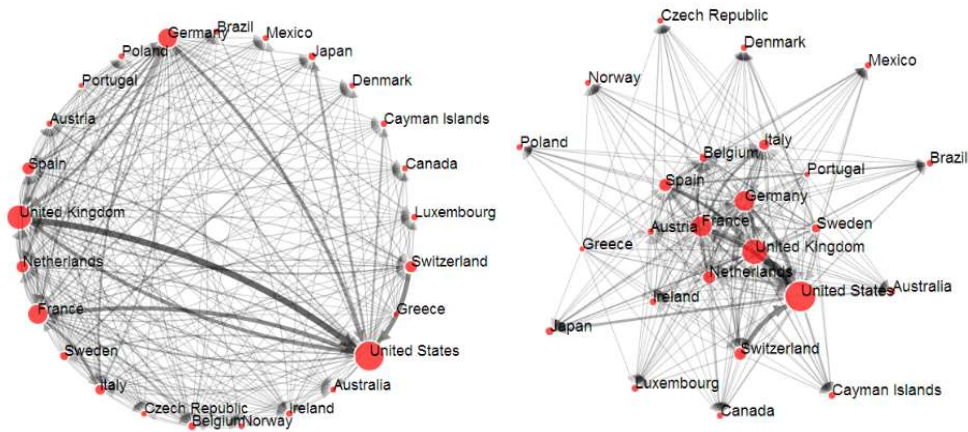 Germany
Brazil
Mexico
Poland
Japan
Portugal
Denmark
Austria
Cayman Islands
Spain
Canada
United Kingdom
Luxembourg
Netherlands
Switzerland
France
Greece
Sweden
United States
Italy
Australia
Czech Republic
Ireland
Belgium
Norway
Czech Republic
Denmark
Mexico
Norway
Italy
Poland
Belgium
Portugal
Brazil
Spain
Germany
France
Austria
Sweden
Greece
United Kingdom
Netherlands
United States
Australia
Ireland
Japan
Switzerland
Luxembourg
Cayman Islands
Canada